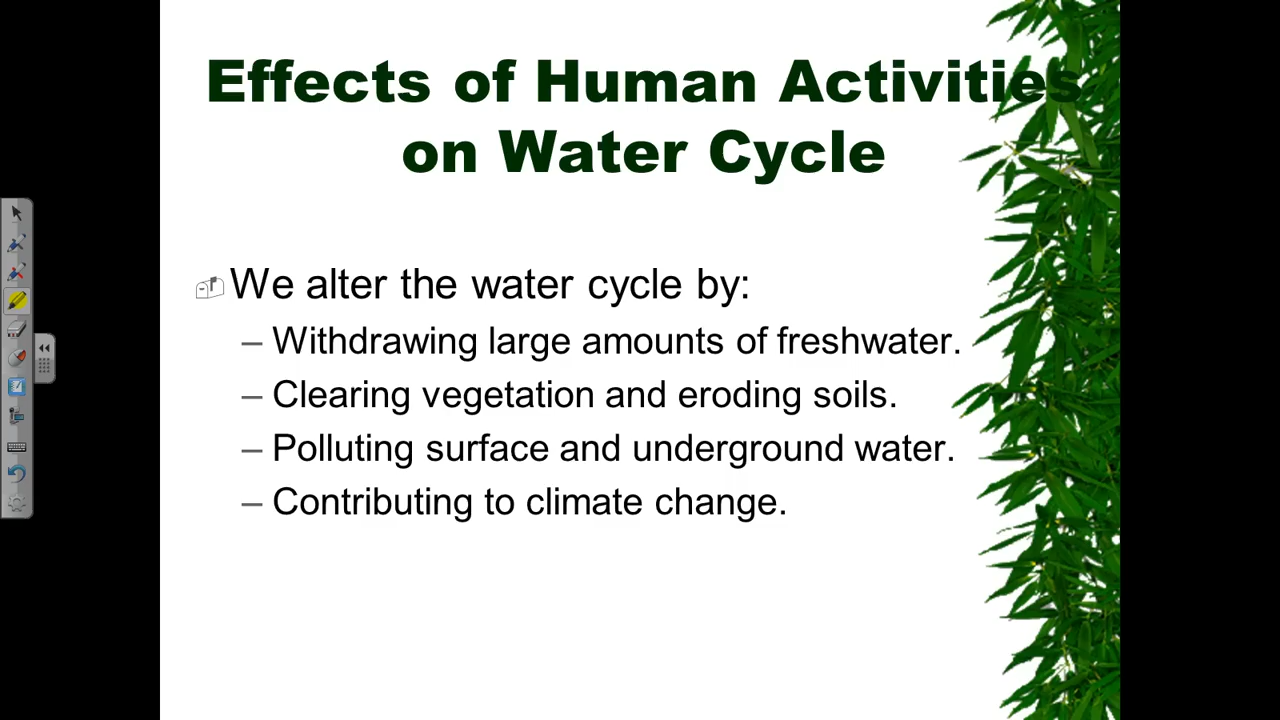 Effects of Human Activities
on Water Cycle
We alter the water cycle by:
– Withdrawing large amounts of freshwater.
– Clearing vegetation and eroding soils.
– Polluting surface and underground water.
– Contributing to climate change.